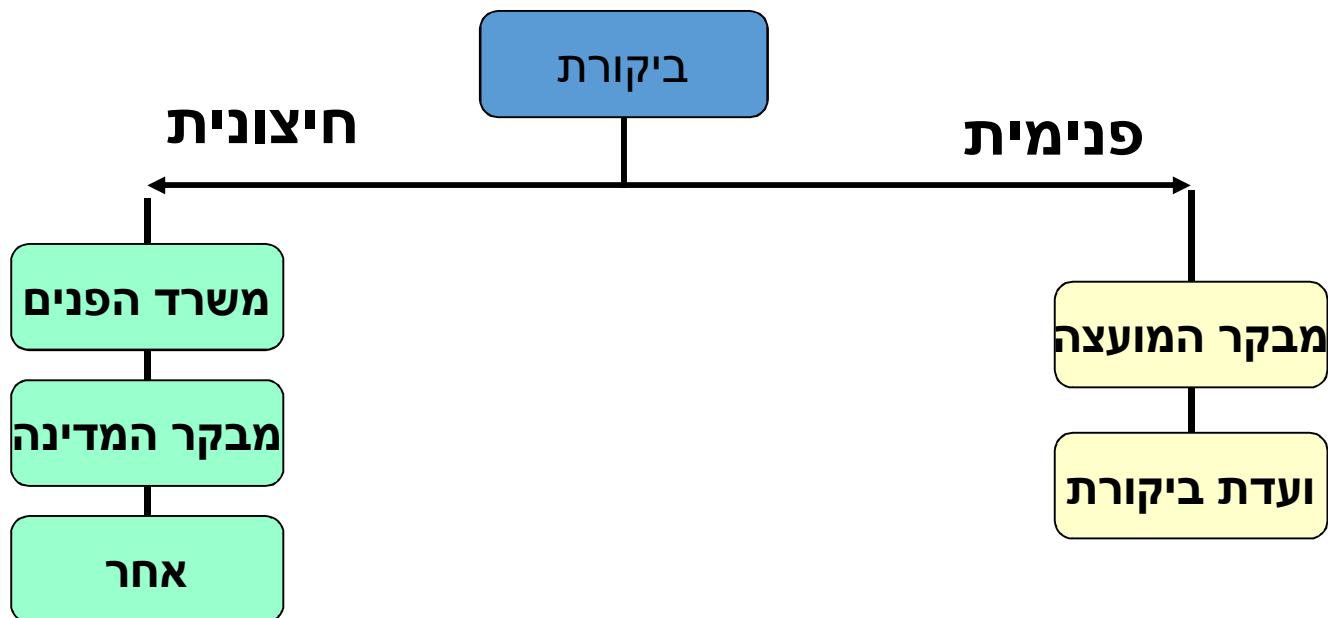 ביקורת
פנימית
חיצונית
מבקר המועצה
ועדת ביקורת
משרד הפנים
מבקר המדינה
אחר